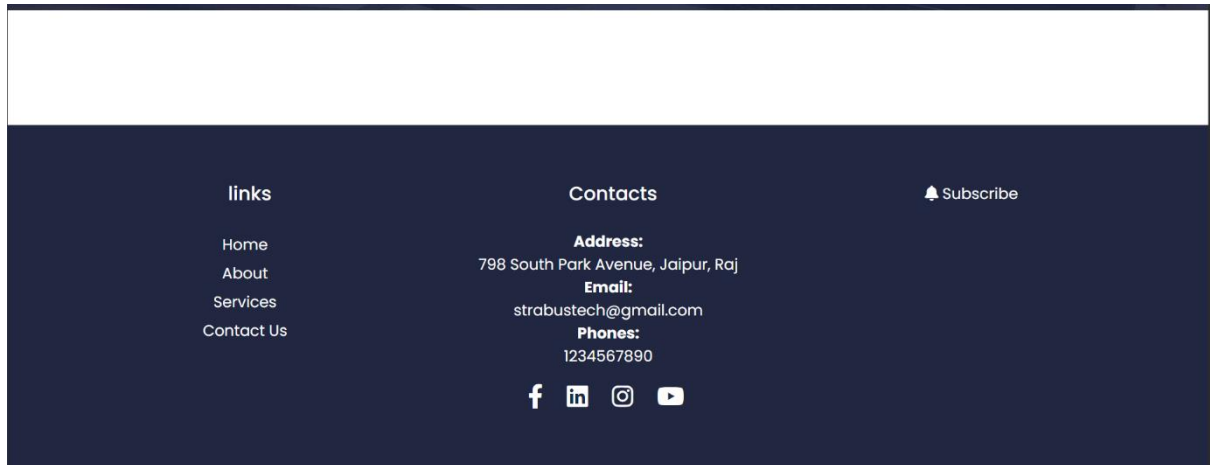 links
Home
About
Services
Contact Us
Contacts
Address:
798 South Park Avenue, Jaipur, Raj
Email:
strabustech@gmail.com
Phones:
1234567890
Subscribe